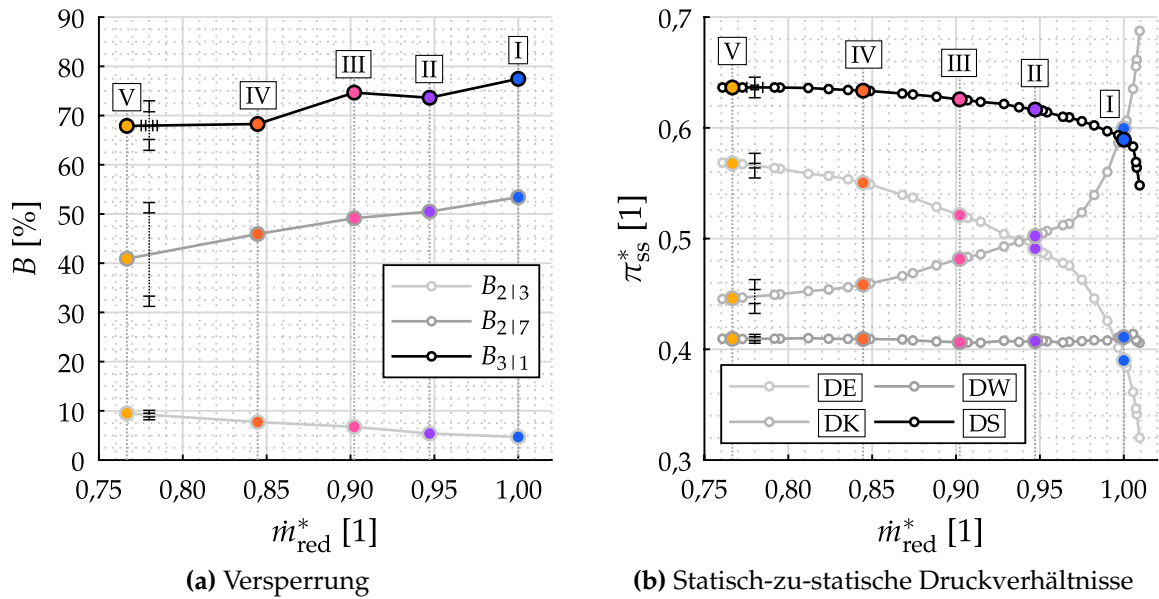 90
80
70
60
50
40
30
20
10
0
B [%]
V
IV
III
II
I
B2|3
B2|7
B3|1
0,75 0,80 0,85 0,90 0,95 1,00
ṁ*red [1]
(a) Versperrung
0,7
0,6
0,5
0,4
0,3
π*ss [1]
V
IV
III
II
I
DE DW
DK DS
0,75 0,80 0,85 0,90 0,95 1,00
ṁ*red [1]
(b) Statisch-zu-statische Druckverhältnisse